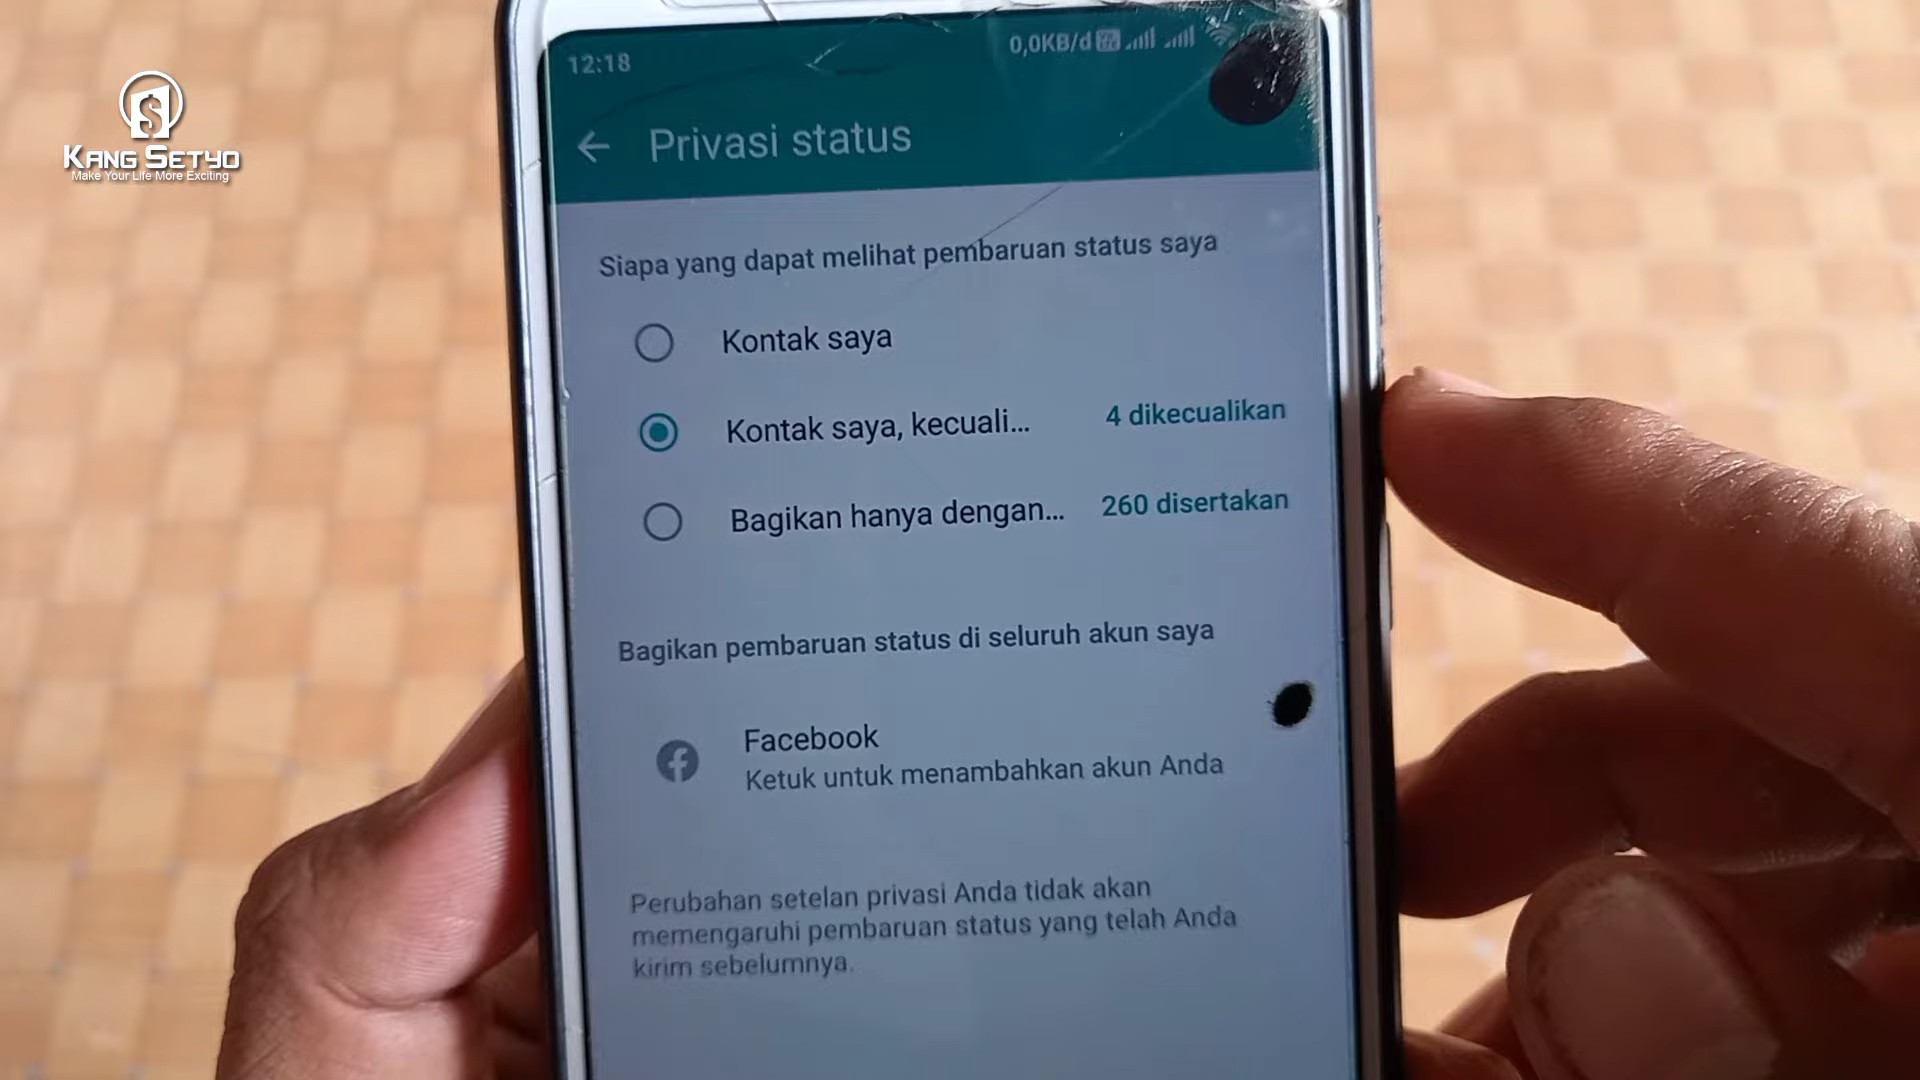 KANG SETYO
Make Your Life More Exciting
12:18
0,0KB/d
Privasi status
Siapa yang dapat melihat pembaruan status saya
Kontak saya
Kontak saya, kecuali... 4 dikecualikan
Bagikan hanya dengan... 260 disertakan
Bagikan pembaruan status di seluruh akun saya
Facebook
Ketuk untuk menambahkan akun Anda
Perubahan setelan privasi Anda tidak akan
memengaruhi pembaruan status yang telah Anda
kirim sebelumnya.